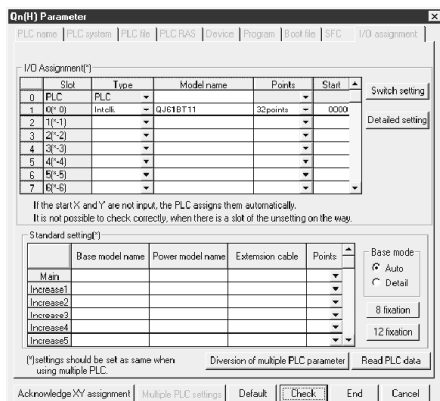 Qn(H) Parameter
PLC name PLC system PLC file PLC RAS Device Program Boot file SFC I/O assignment
I/O Assignment(*)
Slot Type Model name Points Start
0 PLC PLC
1 0(*-0) Intelli. QJ61BT11 32points 0000
2 1(*-1)
3 2(*-2)
4 3(*-3)
5 4(*-4)
6 5(*-5)
7 6(*-6)
Switch setting
Detailed setting
If the start X and Y are not input, the PLC assigns them automatically.
It is not possible to check correctly, when there is a slot of the unsetting on the way.
Standard setting(*)
Base model name Power model name Extension cable Points
Main
Increase1
Increase2
Increase3
Increase4
Increase5
Base mode
Auto
Detail
8 fixation
12 fixation
(*)settings should be set as same when
using multiple PLC.
Diversion of multiple PLC parameter Read PLC data
Acknowledge XY assignment Multiple PLC settings Default Check End Cancel